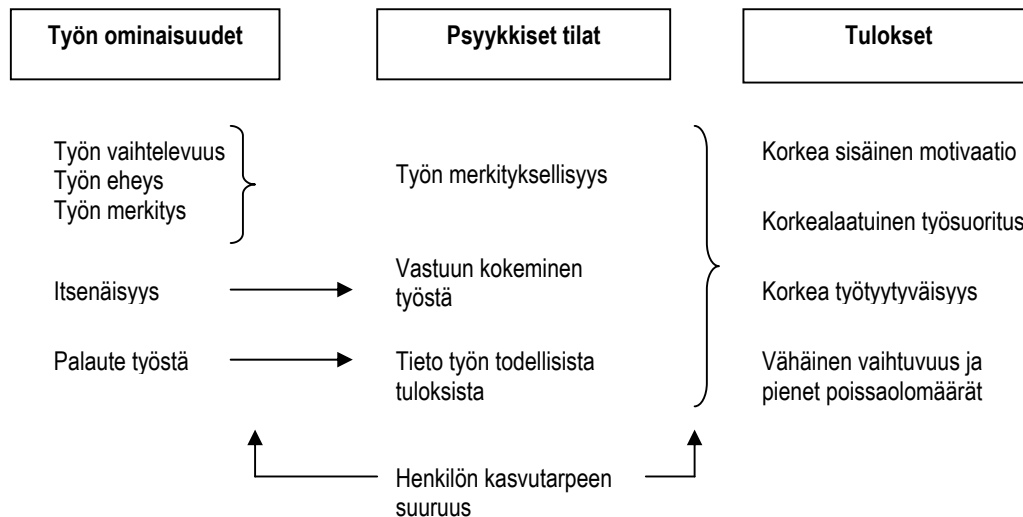 Työn ominaisuudet
Psyykkiset tilat
Tulokset
Työn vaihtelevuus
Työn eheys
Työn merkitys
Työn merkityksellisyys
Korkea sisäinen motivaatio
Korkealaatuinen työsuoritus
Itsenäisyys
Vastuun kokeminen
työstä
Korkea työtyytyväisyys
Palaute työstä
Tieto työn todellisista
tuloksista
Vähäinen vaihtuvuus ja
pienet poissaolomäärät
Henkilön kasvutarpeen
suuruus